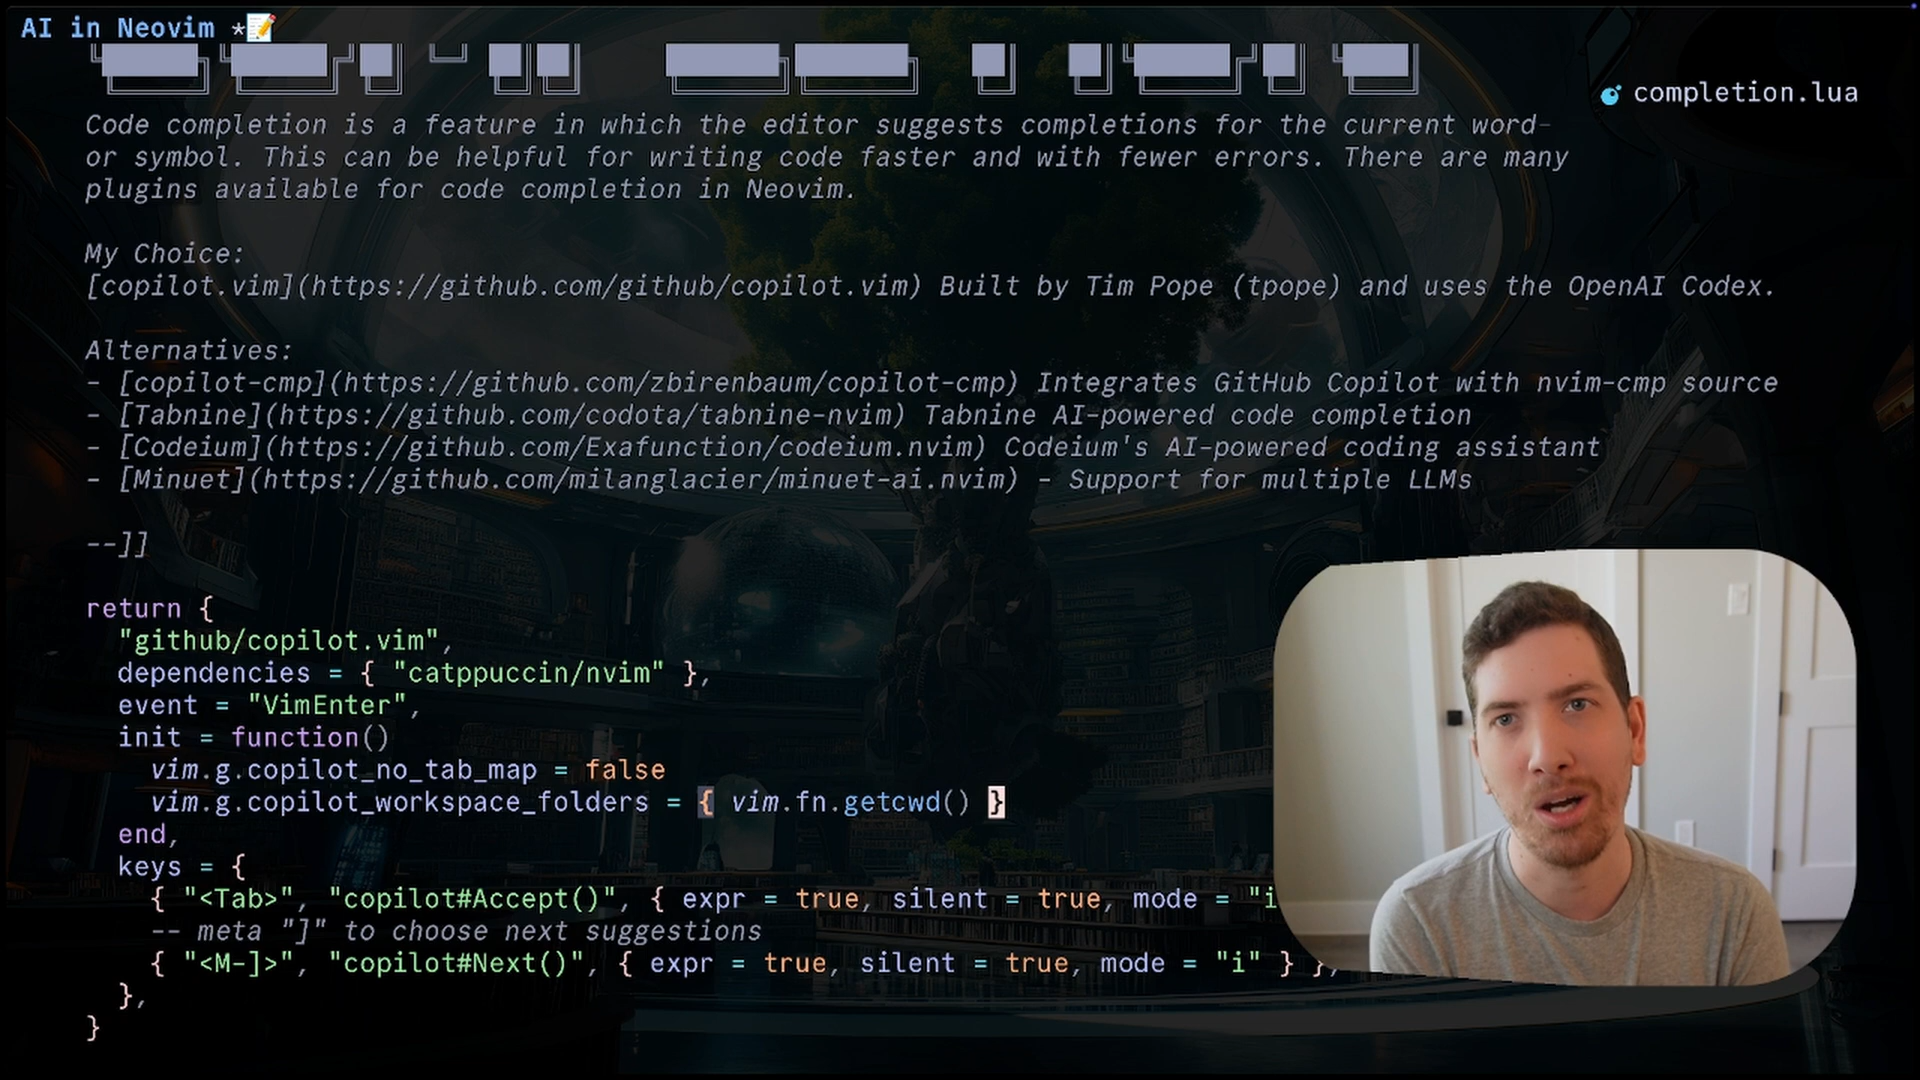 AI in Neovim *
completion.lua
Code completion is a feature in which the editor suggests completions for the current word-
or symbol. This can be helpful for writing code faster and with fewer errors. There are many
plugins available for code completion in Neovim.
My Choice:
[copilot.vim](https://github.com/github/copilot.vim) Built by Tim Pope (tpope) and uses the OpenAI Codex.
Alternatives:
- [copilot-cmp](https://github.com/zbirenbaum/copilot-cmp) Integrates GitHub Copilot with nvim-cmp source
- [Tabnine](https://github.com/codota/tabnine-nvim) Tabnine AI-powered code completion
- [Codeium](https://github.com/Exafunction/codeium.nvim) Codeium's AI-powered coding assistant
- [Minuet](https://github.com/milanglacier/minuet-ai.nvim) - Support for multiple LLMs
--]]
return {
"github/copilot.vim",
dependencies = { "catppuccin/nvim" },
event = "VimEnter",
init = function()
vim.g.copilot_no_tab_map = false
vim.g.copilot_workspace_folders = { vim.fn.getcwd() }
end,
keys = {
{ "<Tab>", "copilot#Accept()", { expr = true, silent = true, mode = "i
-- meta "]" to choose next suggestions
{ "<M-]>", "copilot#Next()", { expr = true, silent = true, mode = "i" } },
},
}